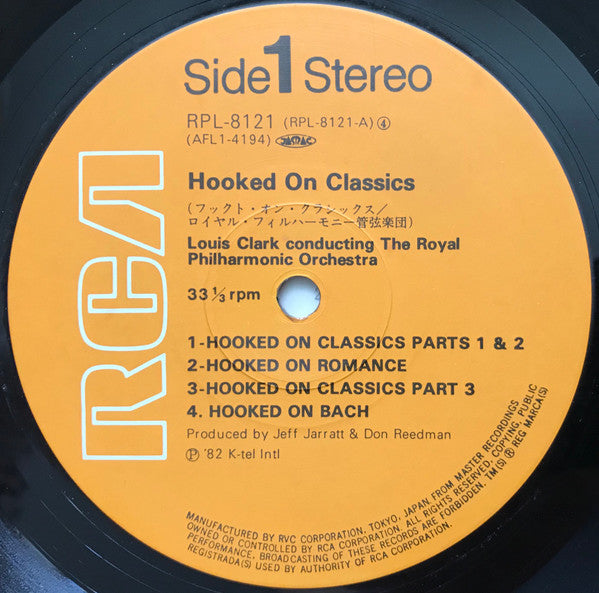 Side 1 Stereo
RPL-8121 (RPL-8121-A) ④
(AFL1-4194) JASRAC
Hooked On Classics
(フックト・オン・クラシックス/
ロイヤル・フィルハーモニー管弦楽団)
Louis Clark conducting The Royal
Philharmonic Orchestra
33 1/3 rpm
1-HOOKED ON CLASSICS PARTS 1 & 2
2-HOOKED ON ROMANCE
3-HOOKED ON CLASSICS PART 3
4. HOOKED ON BACH
Produced by Jeff Jarratt & Don Reedman
Ⓟ '82 K-tel Intl
RCA
MANUFACTURED BY RVC CORPORATION, TOKYO, JAPAN, FROM MASTER RECORDINGS
OWNED OR CONTROLLED BY RCA CORPORATION. ALL RIGHTS RESERVED, COPYING, PUBLIC
PERFORMANCE, BROADCASTING OF THESE RECORDS ARE FORBIDDEN. TM(S) ® REG MARCA(S)
REGISTRADA(S) USED BY AUTHORITY OF RCA CORPORATION.